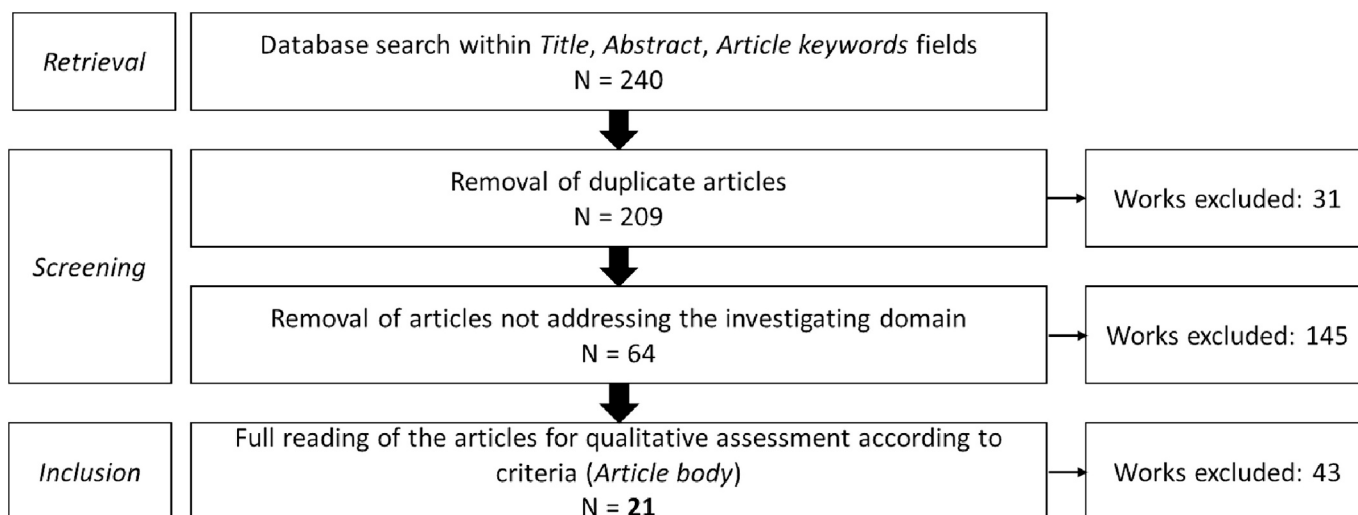 Retrieval
Database search within Title, Abstract, Article keywords fields
N = 240
Screening
Removal of duplicate articles
N = 209
Works excluded: 31
Removal of articles not addressing the investigating domain
N = 64
Works excluded: 145
Inclusion
Full reading of the articles for qualitative assessment according to
criteria (Article body)
N = 21
Works excluded: 43